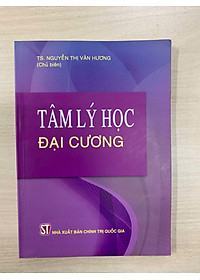 TS. NGUYỄN THỊ VÂN HƯƠNG
(Chủ biên)
TÂM LÝ HỌC
ĐẠI CƯƠNG
ST NHÀ XUẤT BẢN CHÍNH TRỊ QUỐC GIA